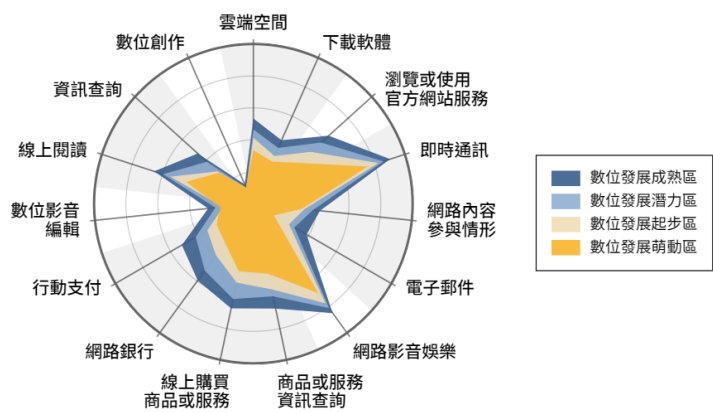 雲端空間
下載軟體
瀏覽或使用
官方網站服務
即時通訊
網路內容
參與情形
電子郵件
網路影音娛樂
商品或服務
資訊查詢
線上購買
商品或服務
網路銀行
行動支付
數位影音
編輯
線上閱讀
資訊查詢
數位創作
數位發展成熟區
數位發展潛力區
數位發展起步區
數位發展萌動區